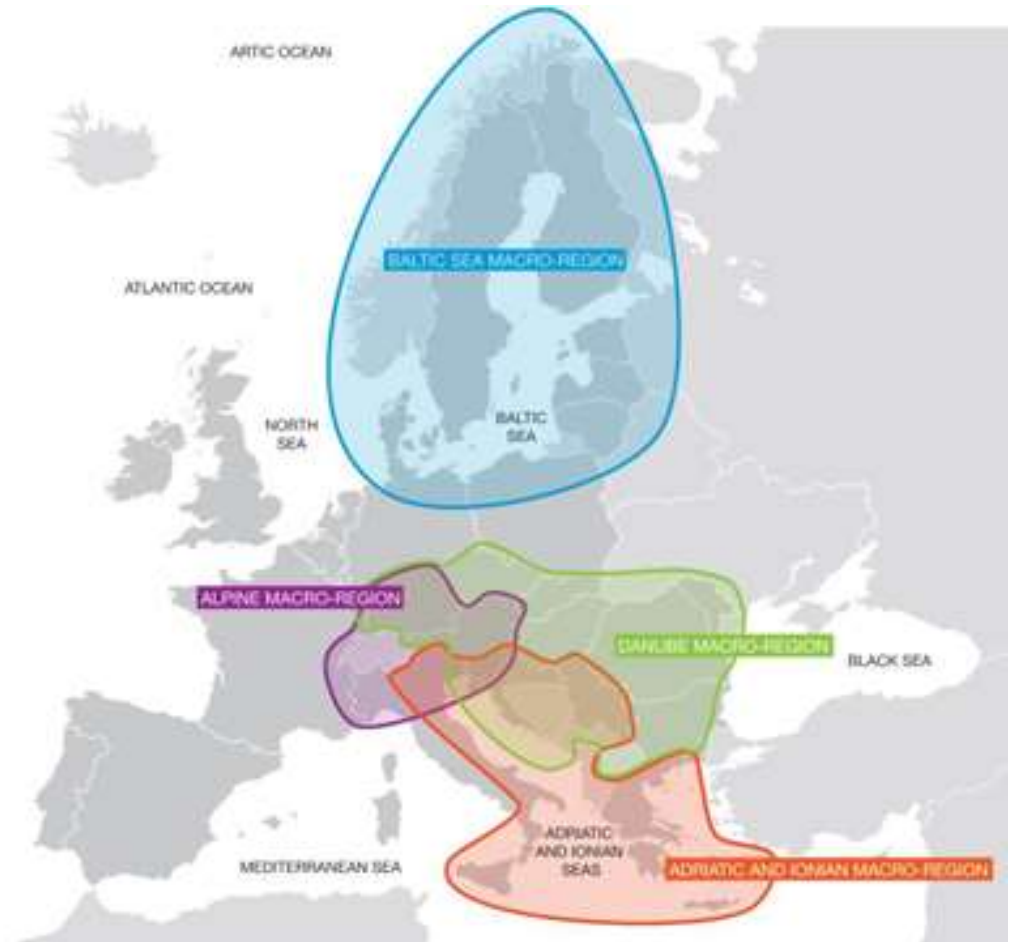 ARTIC OCEAN
BALTIC SEA MACRO-REGION
ATLANTIC OCEAN
NORTH
SEA
BALTIC
SEA
ALPINE MACRO-REGION
DANUBE MACRO-REGION
BLACK SEA
ADRIATIC
AND IONIAN
SEAS
MEDITERRANEAN SEA
ADRIATIC AND IONIAN MACRO-REGION